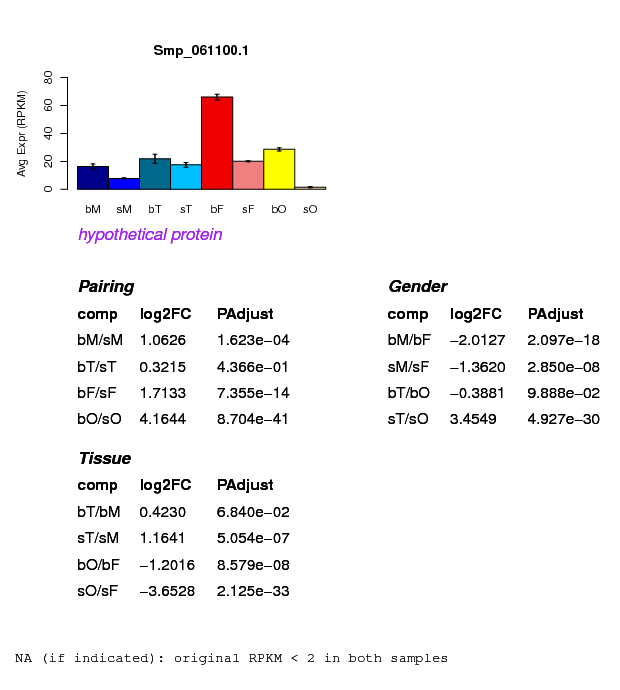 Smp_061100.1
Avg Expr (RPKM)
80
60
40
20
0
bM sM bT sT bF sF bO sO
hypothetical protein
Pairing
comp log2FC PAdjust
bM/sM 1.0626 1.623e−04
bT/sT 0.3215 4.366e−01
bF/sF 1.7133 7.355e−14
bO/sO 4.1644 8.704e−41
Gender
comp log2FC PAdjust
bM/bF −2.0127 2.097e−18
sM/sF −1.3620 2.850e−08
bT/bO −0.3881 9.888e−02
sT/sO 3.4549 4.927e−30
Tissue
comp log2FC PAdjust
bT/bM 0.4230 6.840e−02
sT/sM 1.1641 5.054e−07
bO/bF −1.2016 8.579e−08
sO/sF −3.6528 2.125e−33
NA (if indicated): original RPKM < 2 in both samples